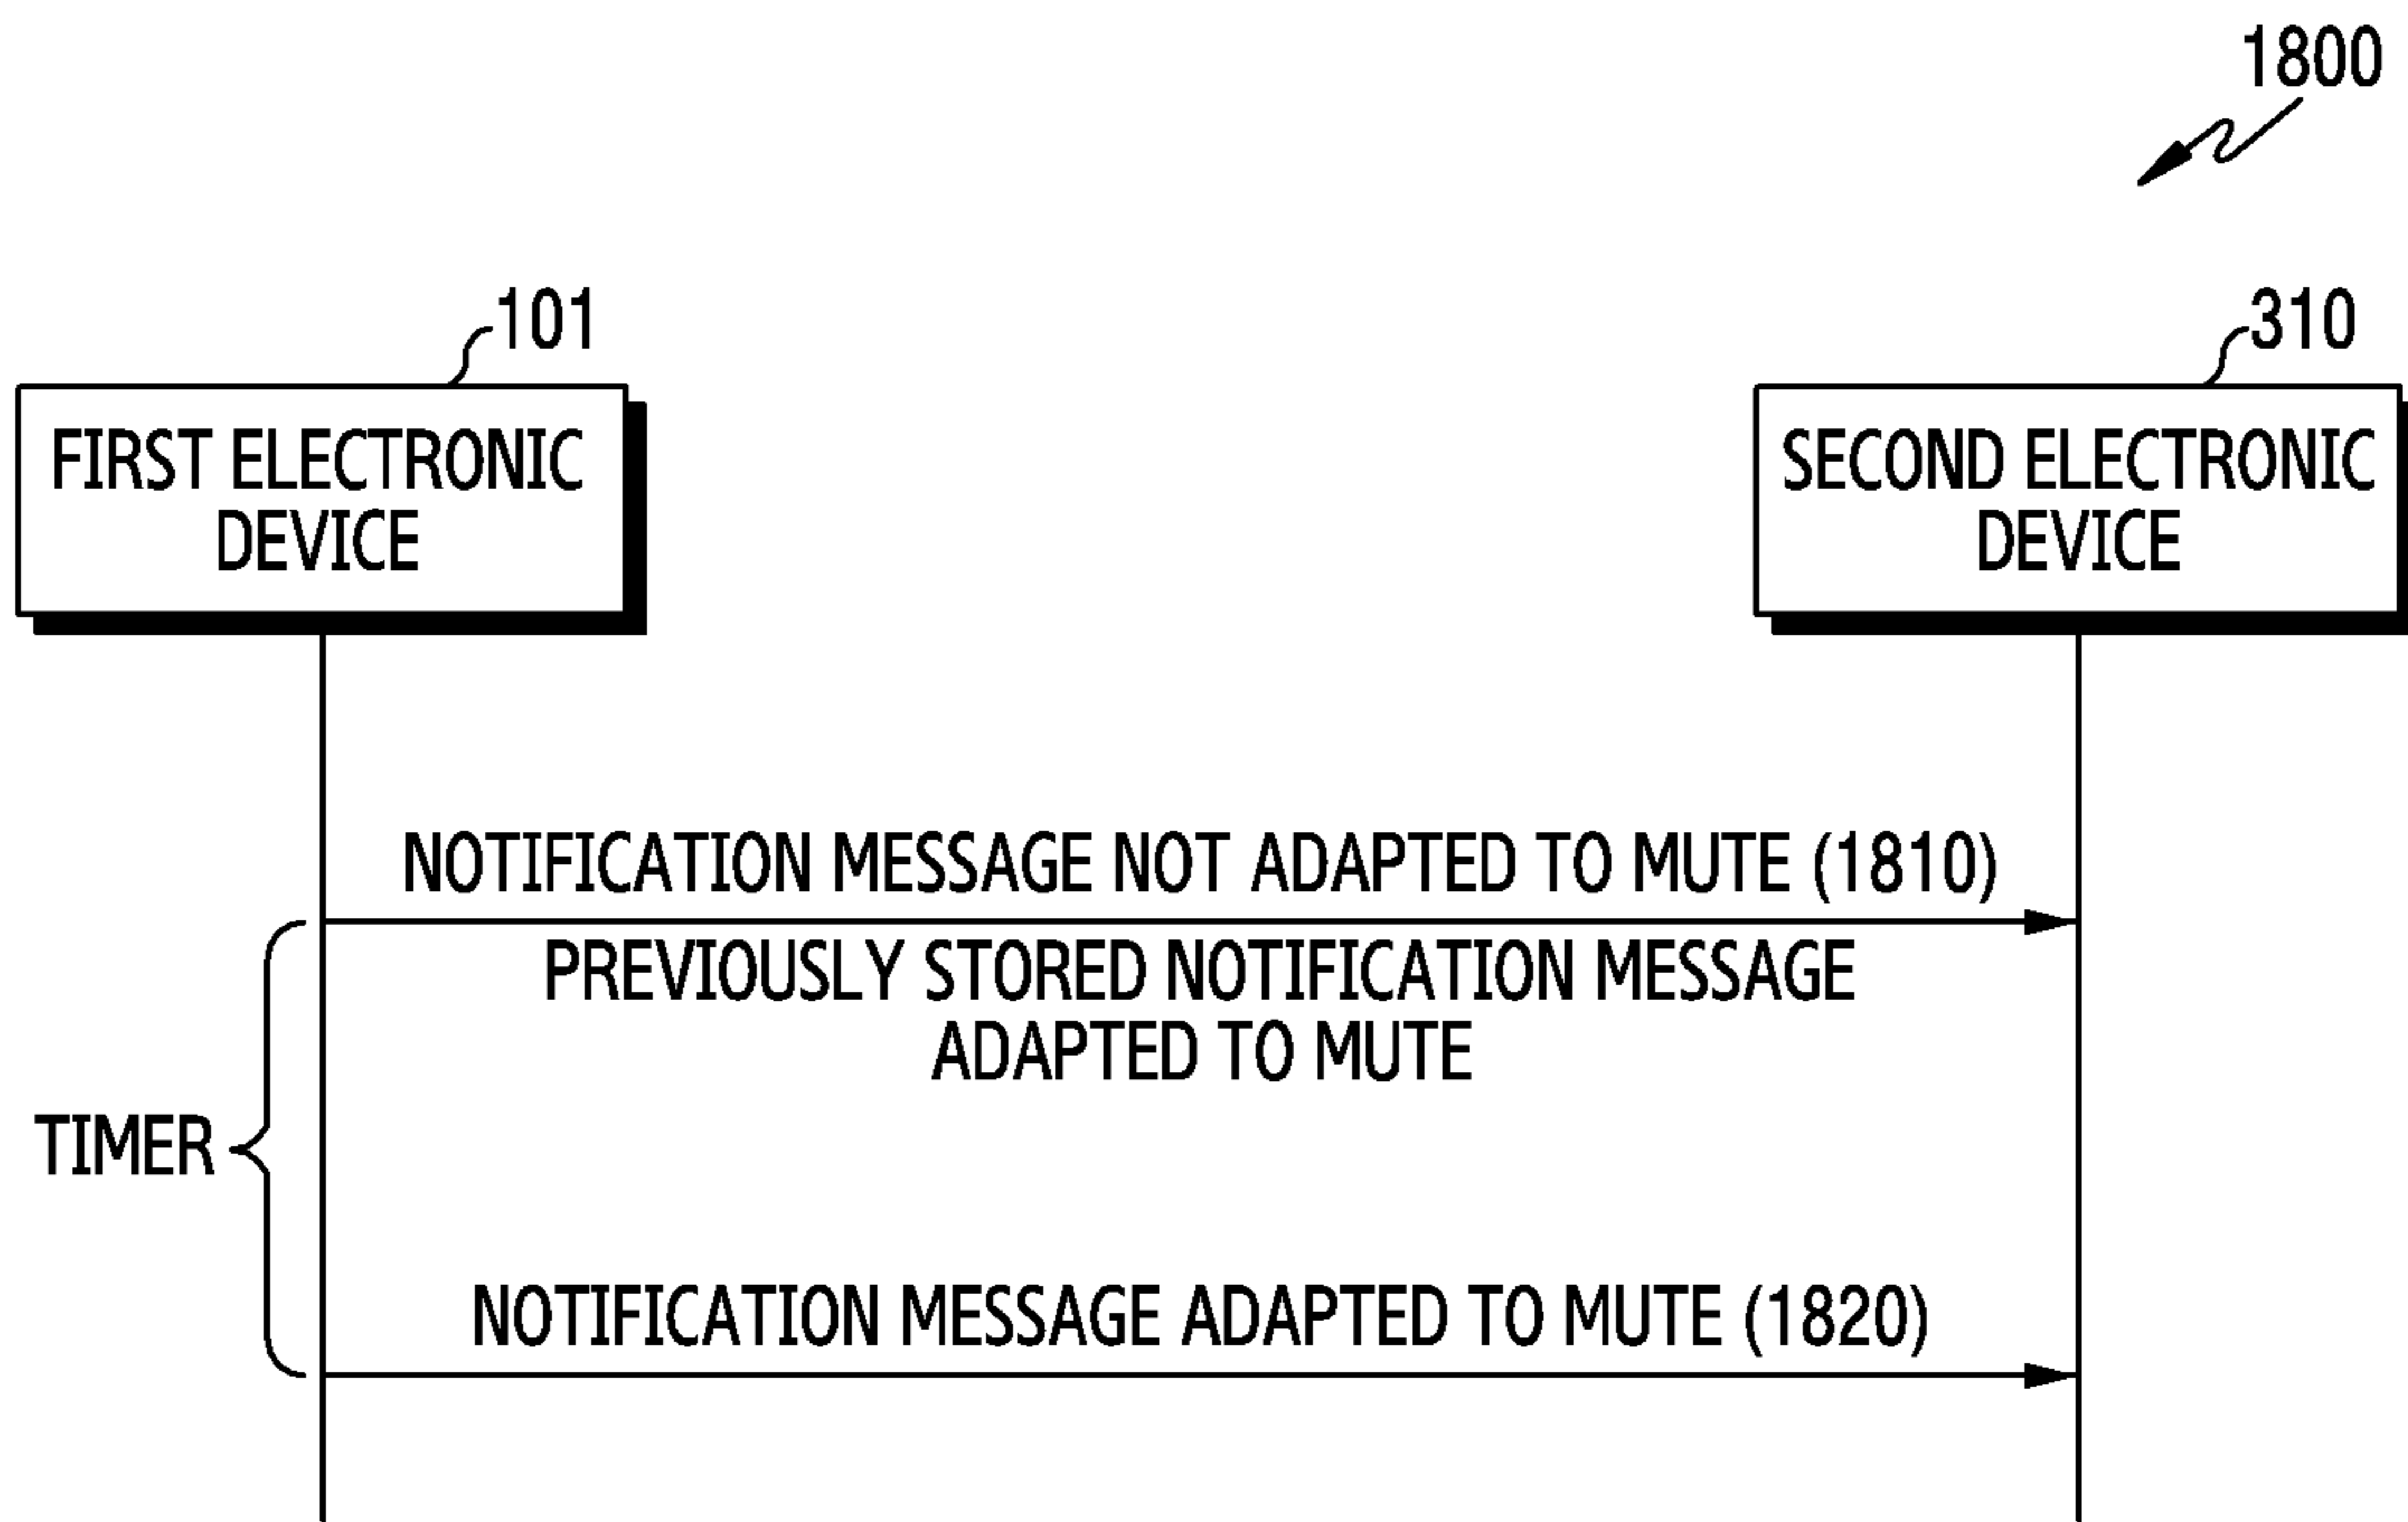 1800
101
310
FIRST ELECTRONIC
DEVICE
SECOND ELECTRONIC
DEVICE
NOTIFICATION MESSAGE NOT ADAPTED TO MUTE (1810)
PREVIOUSLY STORED NOTIFICATION MESSAGE
ADAPTED TO MUTE
TIMER
NOTIFICATION MESSAGE ADAPTED TO MUTE (1820)